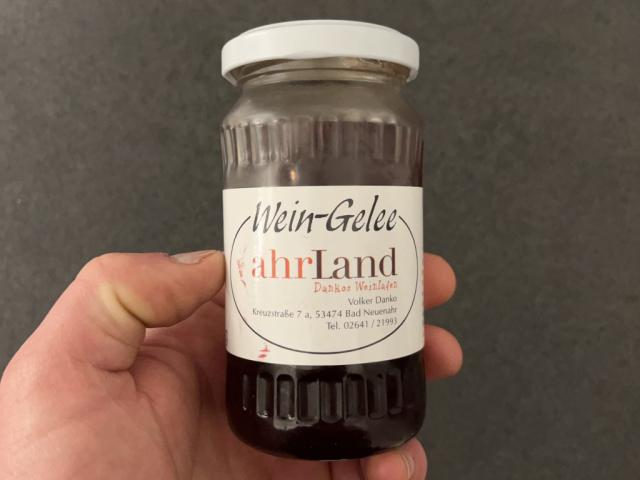 Wein-Gelee
ahrLand
Dankos Weinladen
Volker Danko
Kreuzstraße 7 a, 53474 Bad Neuenahr
Tel. 02641 / 21993